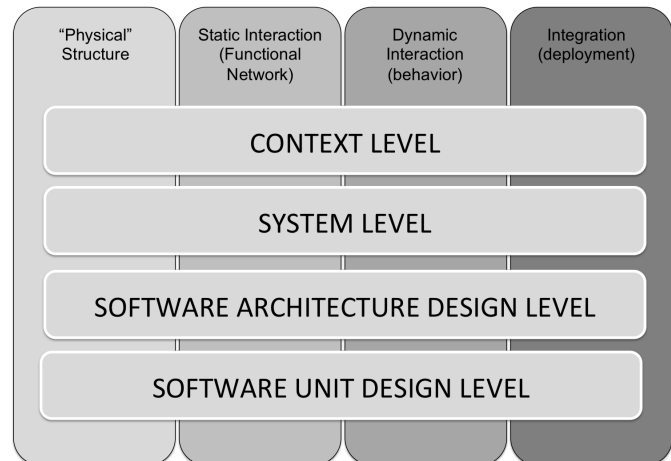 “Physical”
Structure
Static Interaction
(Functional
Network)
Dynamic
Interaction
(behavior)
Integration
(deployment)
CONTEXT LEVEL
SYSTEM LEVEL
SOFTWARE ARCHITECTURE DESIGN LEVEL
SOFTWARE UNIT DESIGN LEVEL